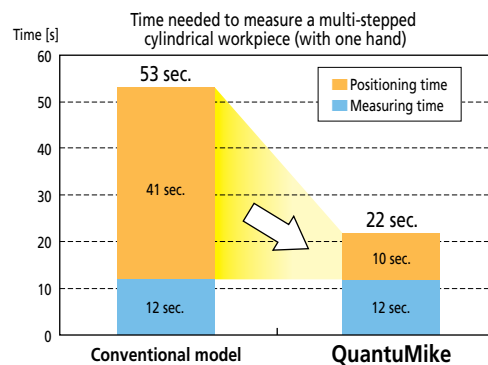 Time needed to measure a multi-stepped
cylindrical workpiece (with one hand)
Time [s]
60
50
40
30
20
10
0
53 sec.
41 sec.
12 sec.
Positioning time
Measuring time
22 sec.
10 sec.
12 sec.
Conventional model
QuantuMike